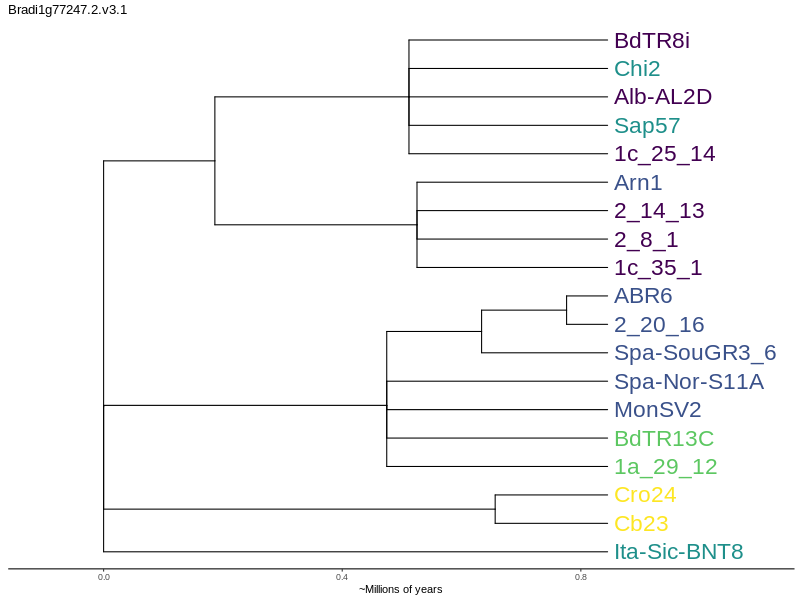 Bradi1g77247.2.v3.1
BdTR8i
Chi2
Alb-AL2D
Sap57
1c_25_14
Arn1
2_14_13
2_8_1
1c_35_1
ABR6
2_20_16
Spa-SouGR3_6
Spa-Nor-S11A
MonSV2
BdTR13C
1a_29_12
Cro24
Cb23
Ita-Sic-BNT8
0.0 0.4 0.8
~Millions of years